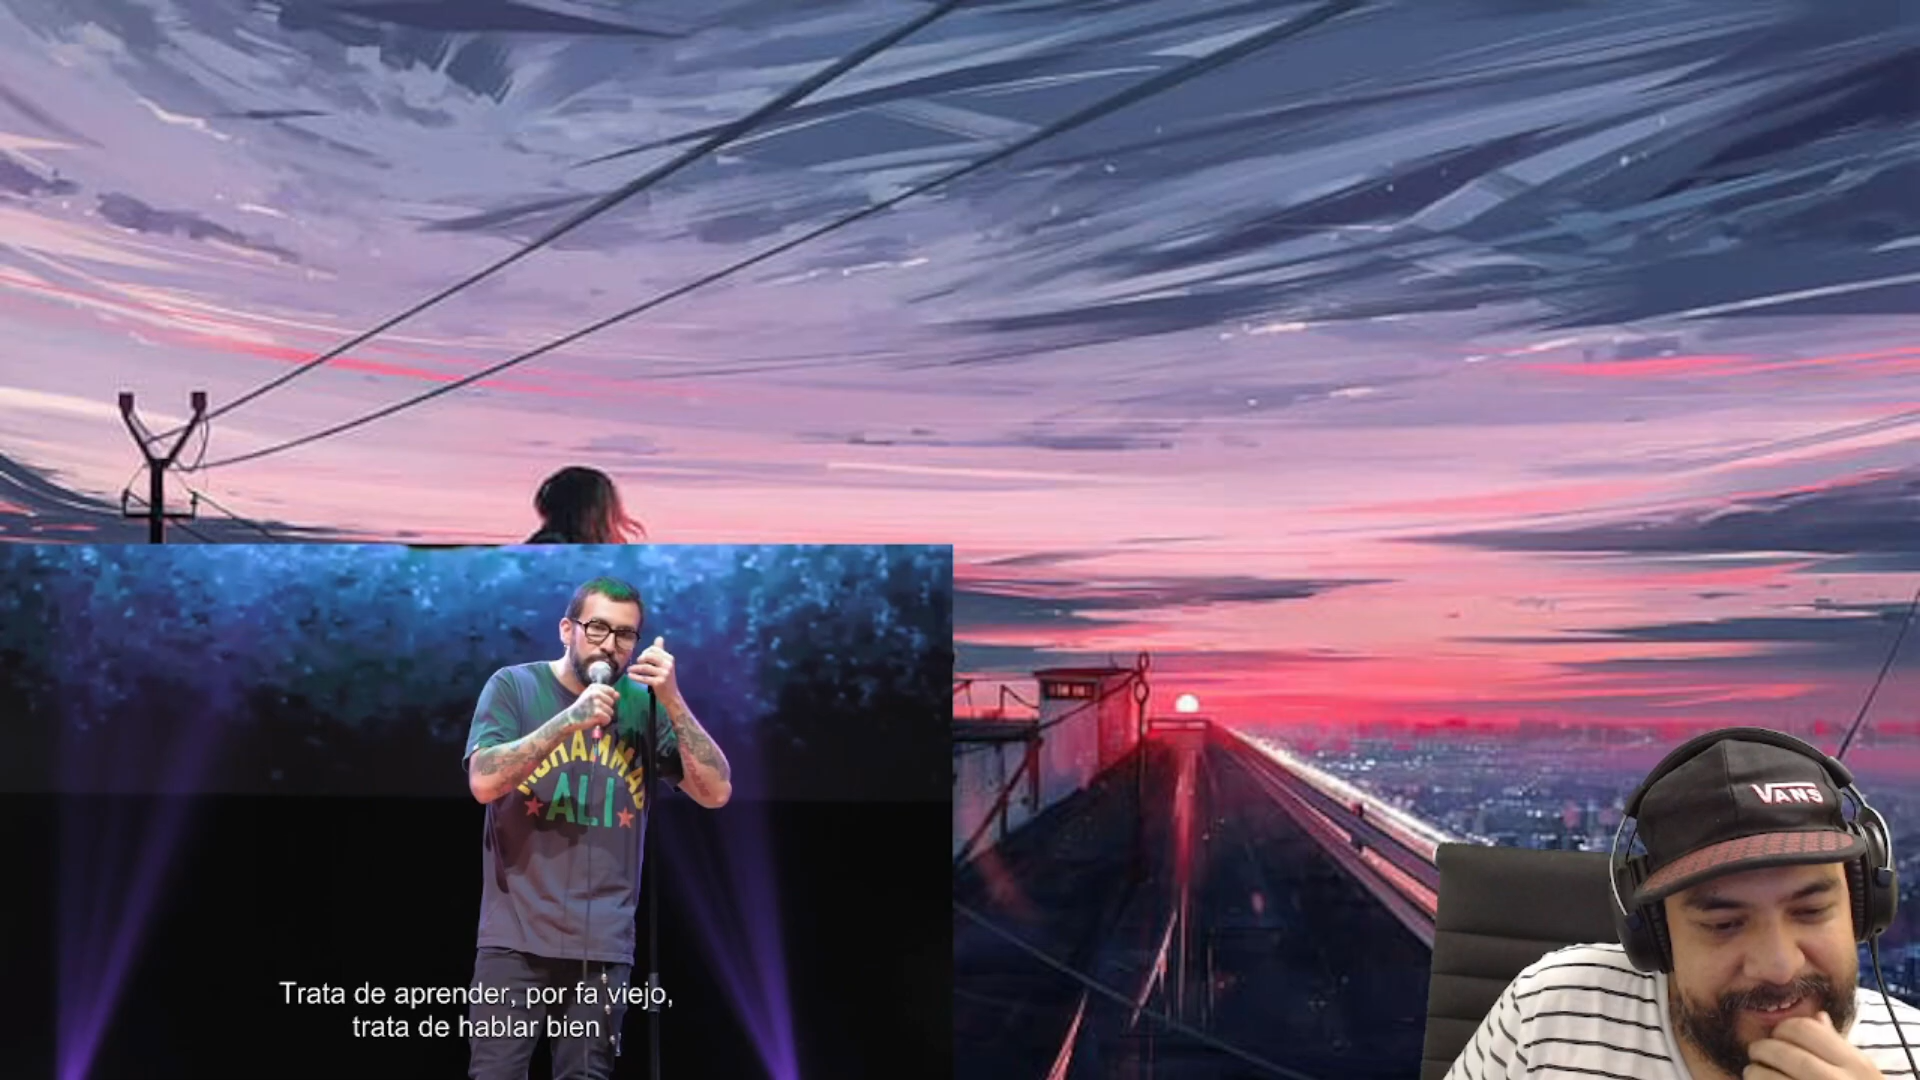 MUHAMMAD
ALI
Trata de aprender, por fa viejo,
trata de hablar bien
VANS